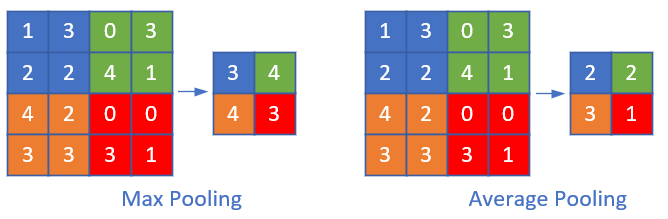 1 3 0 3
2 2 4 1
4 2 0 0
3 3 3 1
3 4
4 3
Max Pooling
1 3 0 3
2 2 4 1
4 2 0 0
3 3 3 1
2 2
3 1
Average Pooling